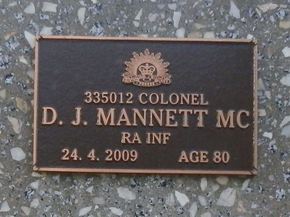 335012 COLONEL
D. J. MANNETT MC
RA INF
24. 4. 2009 AGE 80